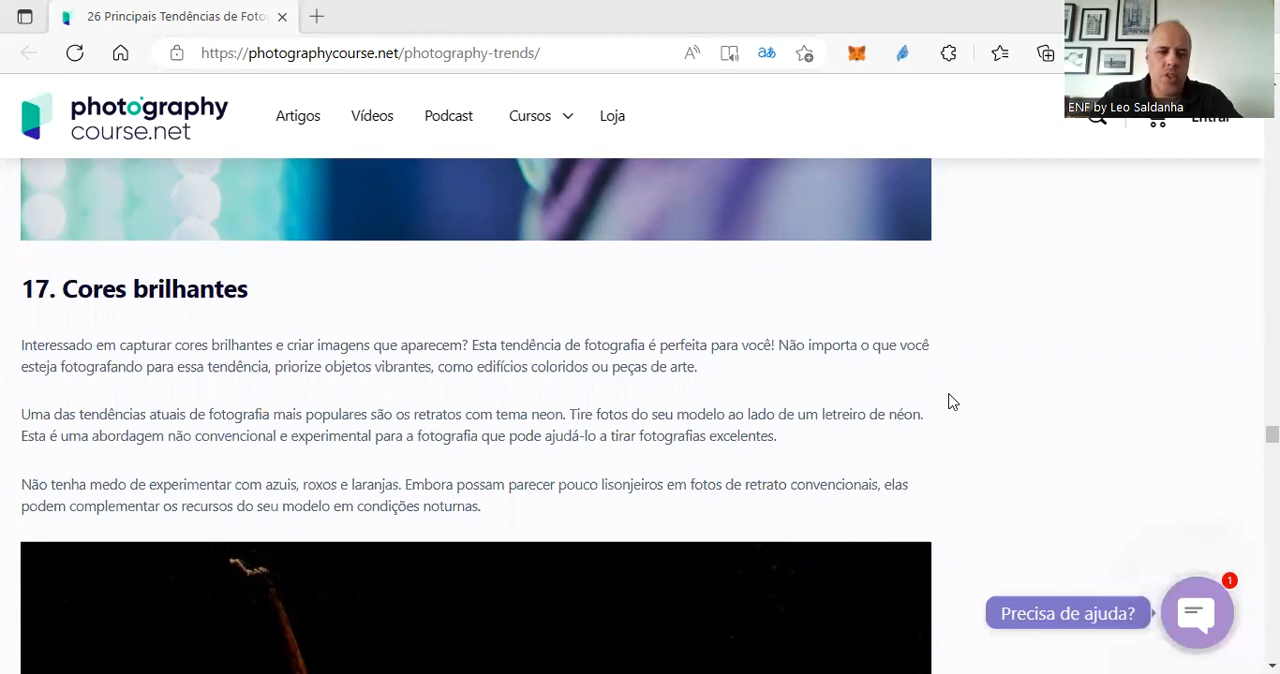 26 Principais Tendências de Foto
https://photographycourse.net/photography-trends/
ENF by Leo Saldanha
photography
course.net
Artigos
Vídeos
Podcast
Cursos
Loja
Entrar
17. Cores brilhantes
Interessado em capturar cores brilhantes e criar imagens que aparecem? Esta tendência de fotografia é perfeita para você! Não importa o que você
esteja fotografando para essa tendência, priorize objetos vibrantes, como edifícios coloridos ou peças de arte.
Uma das tendências atuais de fotografia mais populares são os retratos com tema neon. Tire fotos do seu modelo ao lado de um letreiro de néon.
Esta é uma abordagem não convencional e experimental para a fotografia que pode ajudá-lo a tirar fotografias excelentes.
Não tenha medo de experimentar com azuis, roxos e laranjas. Embora possam parecer pouco lisonjeiros em fotos de retrato convencionais, elas
podem complementar os recursos do seu modelo em condições noturnas.
1
Precisa de ajuda?